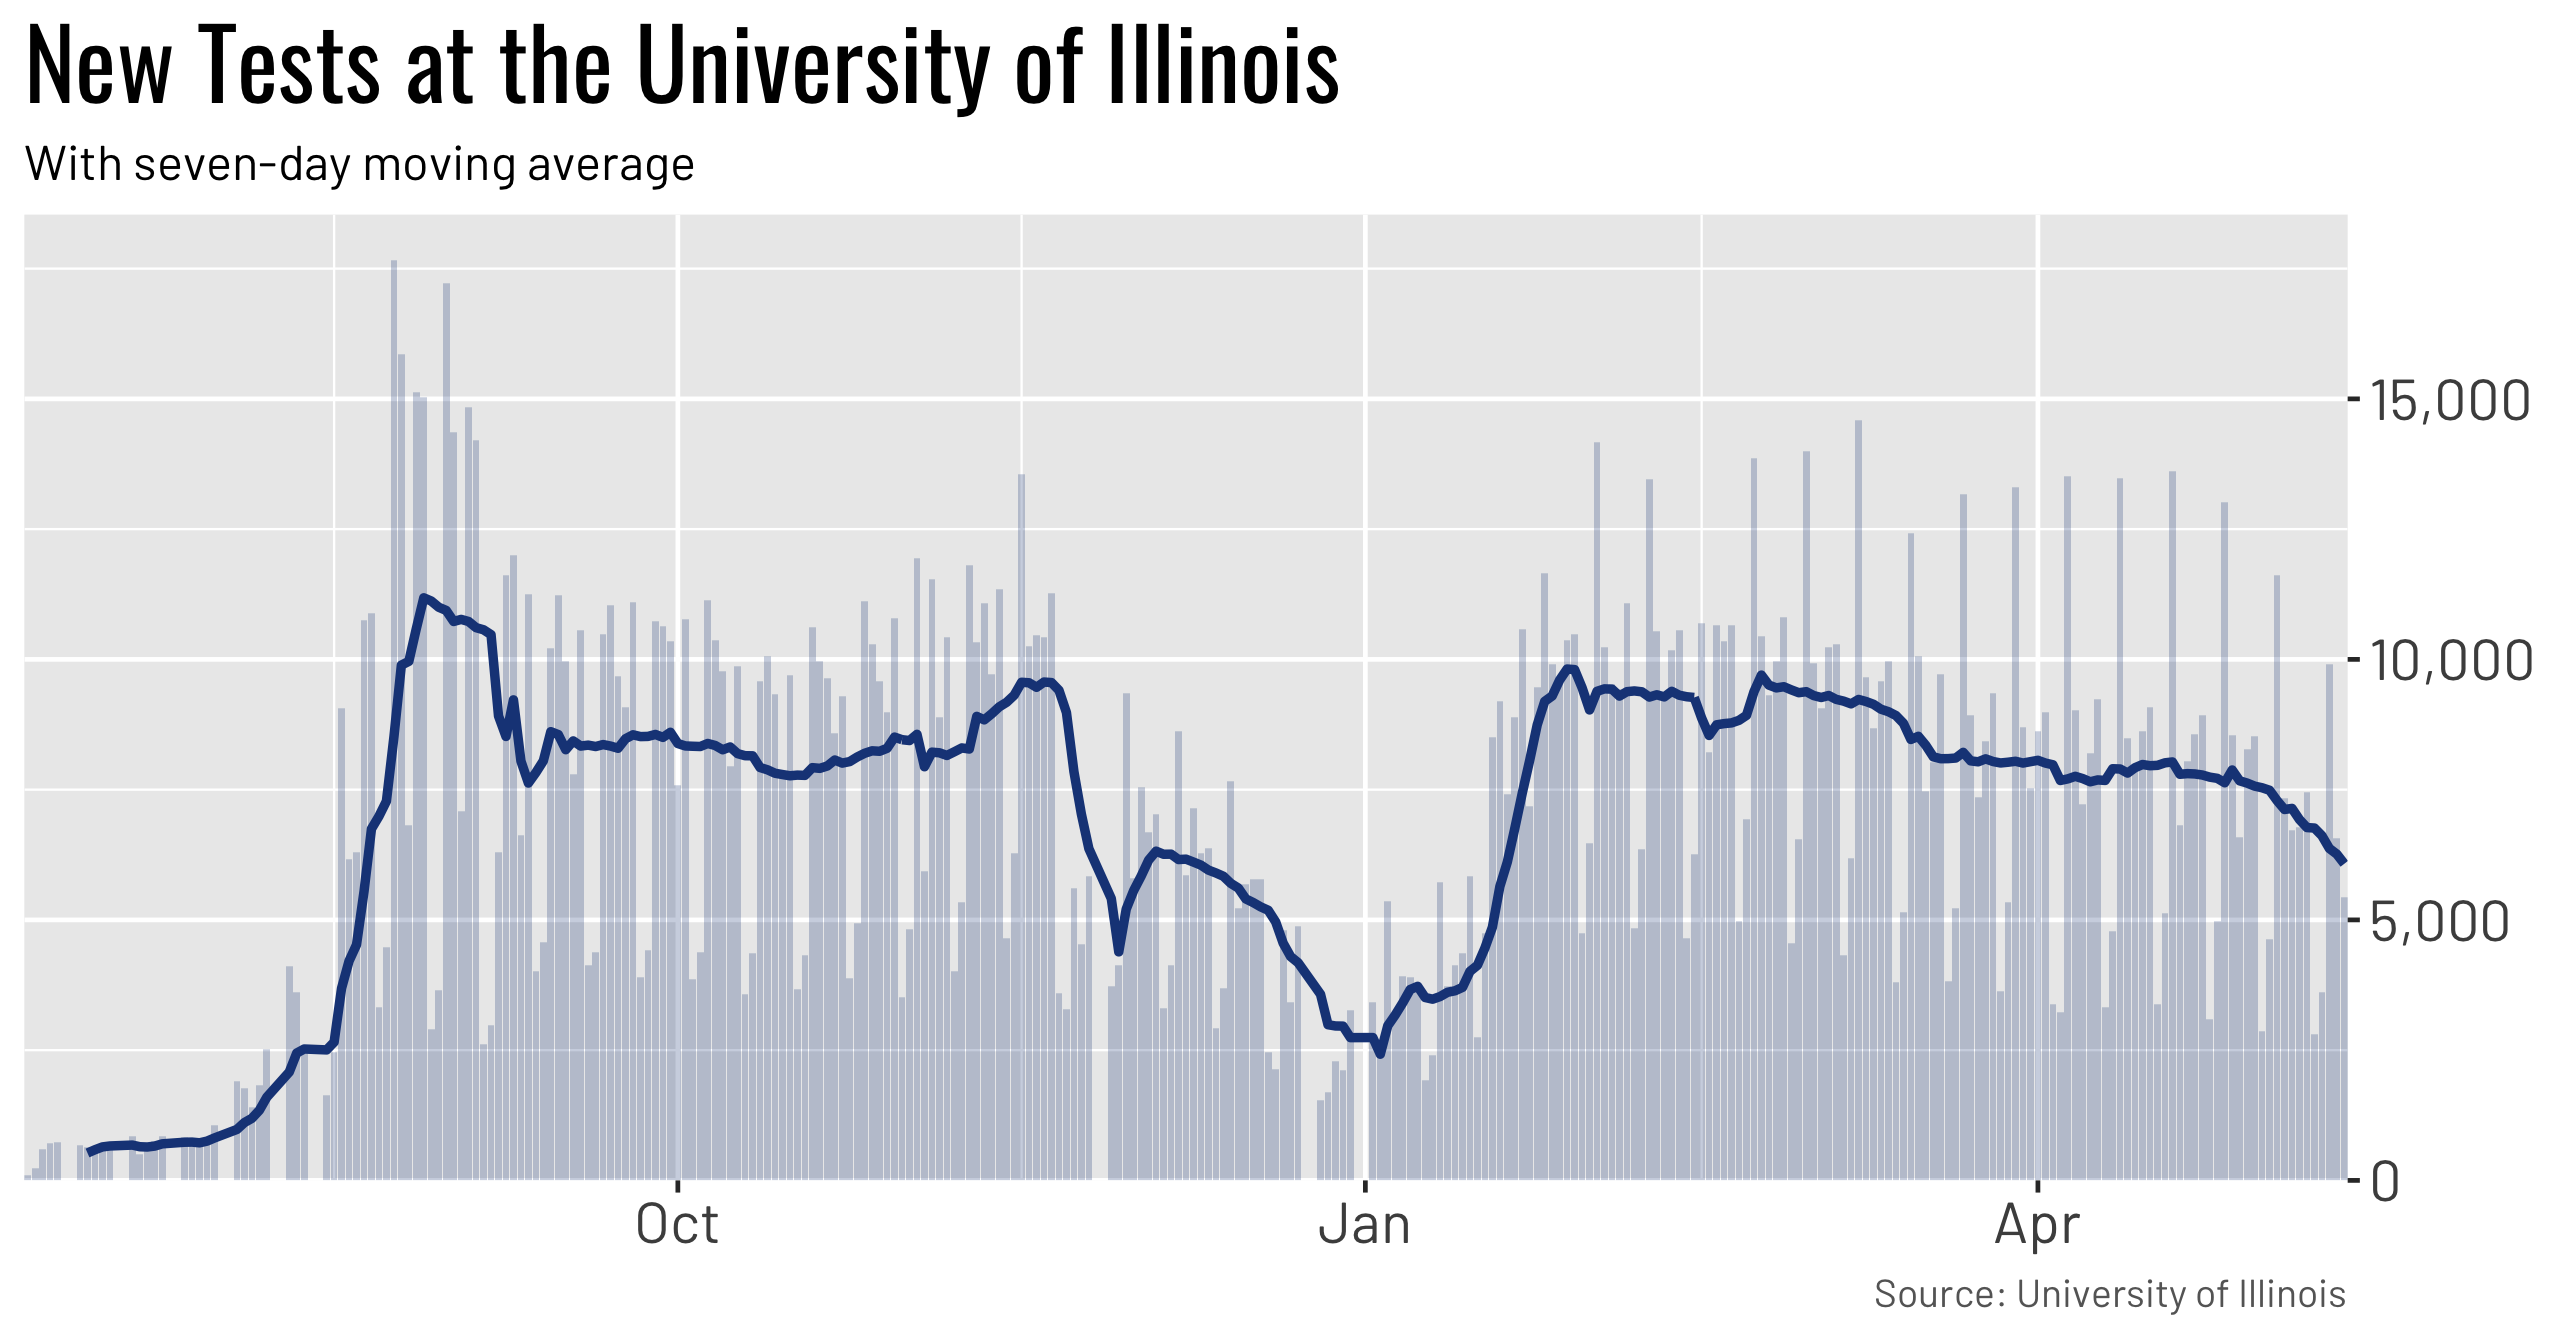 New Tests at the University of Illinois
With seven-day moving average
15,000
10,000
5,000
0
Oct Jan Apr
Source: University of Illinois